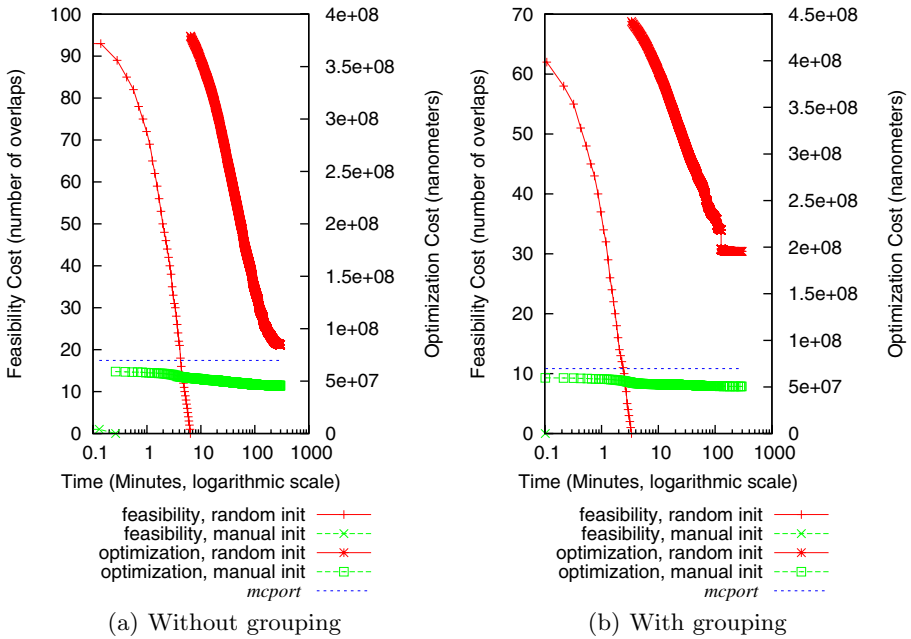 Feasibility Cost (number of overlaps)
100
90
80
70
60
50
40
30
20
10
0
0.1
1
10
100
1000
4e+08
3.5e+08
3e+08
2.5e+08
2e+08
1.5e+08
1e+08
5e+07
0
Optimization Cost (nanometers)
Time (Minutes, logarithmic scale)
feasibility, random init
feasibility, manual init
optimization, random init
optimization, manual init
mcport
(a) Without grouping
Feasibility Cost (number of overlaps)
70
60
50
40
30
20
10
0
0.1
1
10
100
1000
4.5e+08
4e+08
3.5e+08
3e+08
2.5e+08
2e+08
1.5e+08
1e+08
5e+07
0
Optimization Cost (nanometers)
Time (Minutes, logarithmic scale)
feasibility, random init
feasibility, manual init
optimization, random init
optimization, manual init
mcport
(b) With grouping